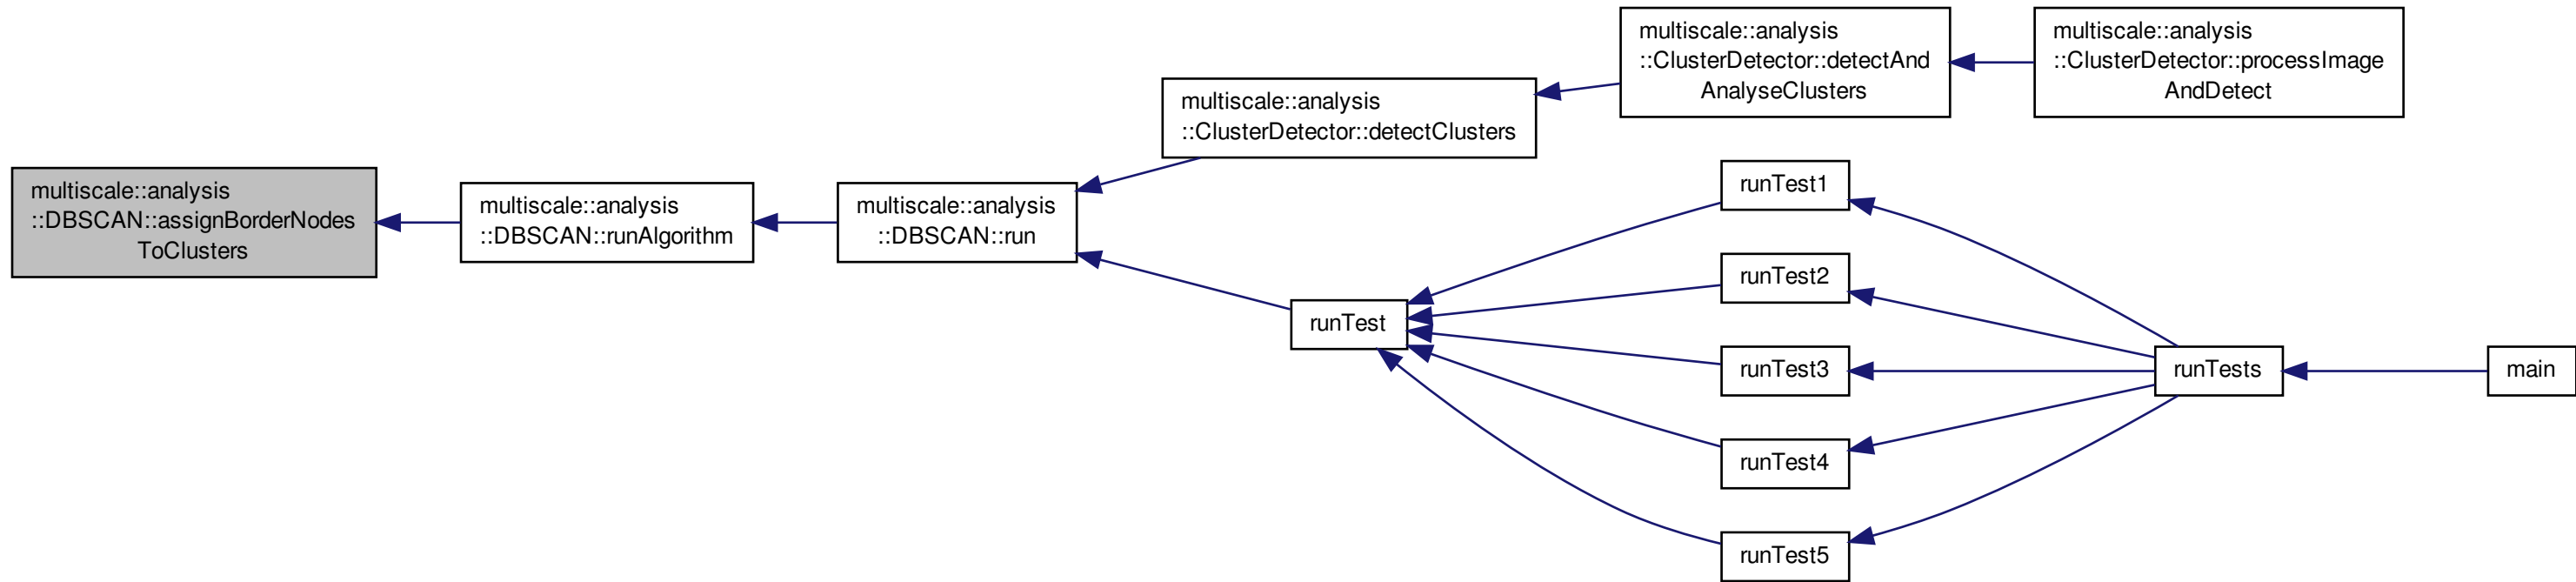 multiscale::analysis
::DBSCAN::assignBorderNodes
ToClusters
multiscale::analysis
::DBSCAN::runAlgorithm
multiscale::analysis
::DBSCAN::run
multiscale::analysis
::ClusterDetector::detectClusters
multiscale::analysis
::ClusterDetector::detectAnd
AnalyseClusters
multiscale::analysis
::ClusterDetector::processImage
AndDetect
runTest
runTest1
runTest2
runTest3
runTest4
runTest5
runTests
main